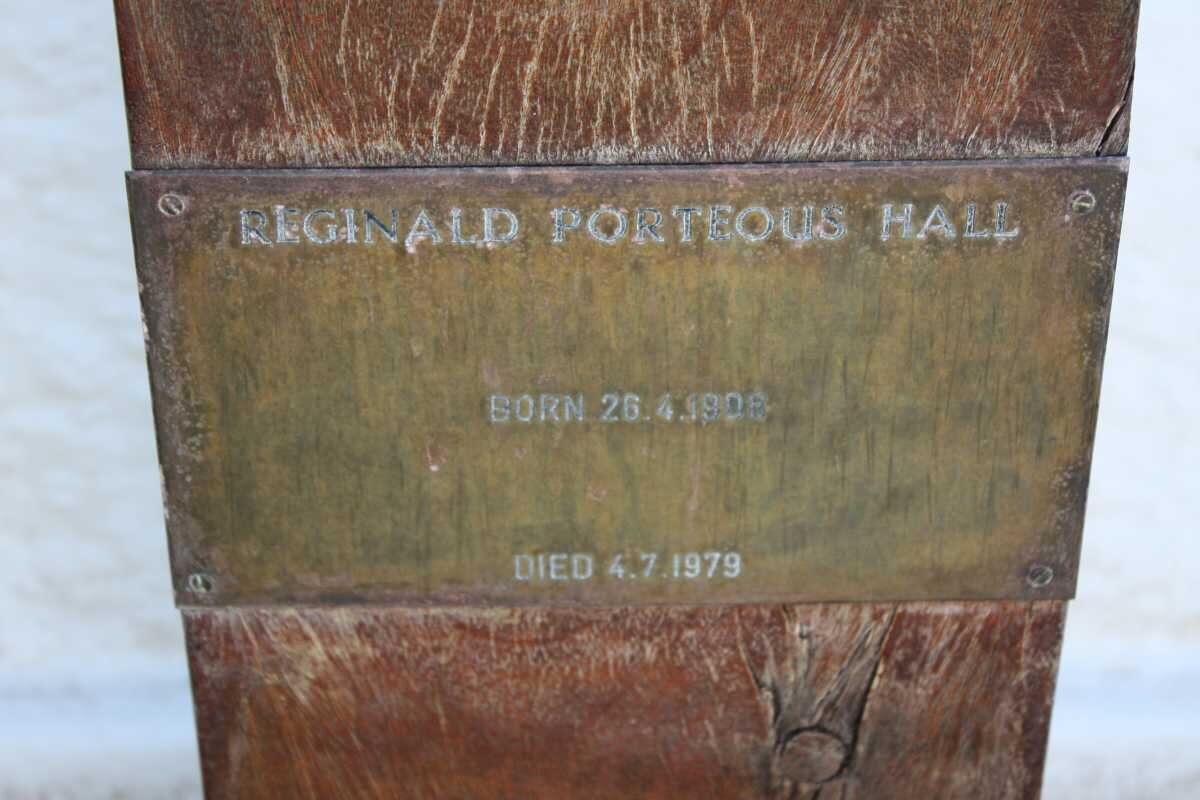 REGINALD PORTEOUS HALL
BORN 26.4.1908
DIED 4.7.1979